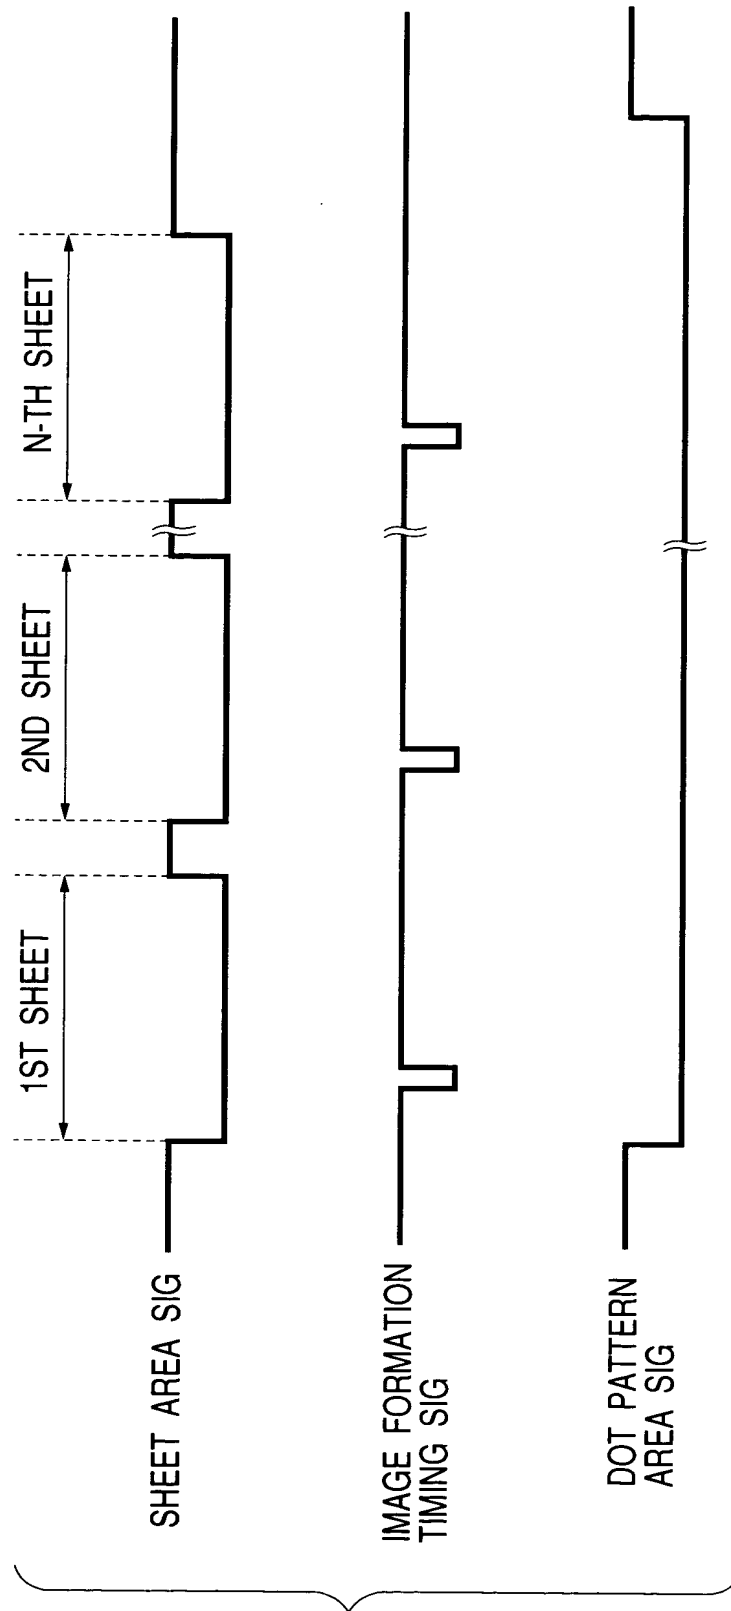 1ST SHEET
2ND SHEET
N-TH SHEET
SHEET AREA SIG
IMAGE FORMATION
TIMING SIG
DOT PATTERN
AREA SIG